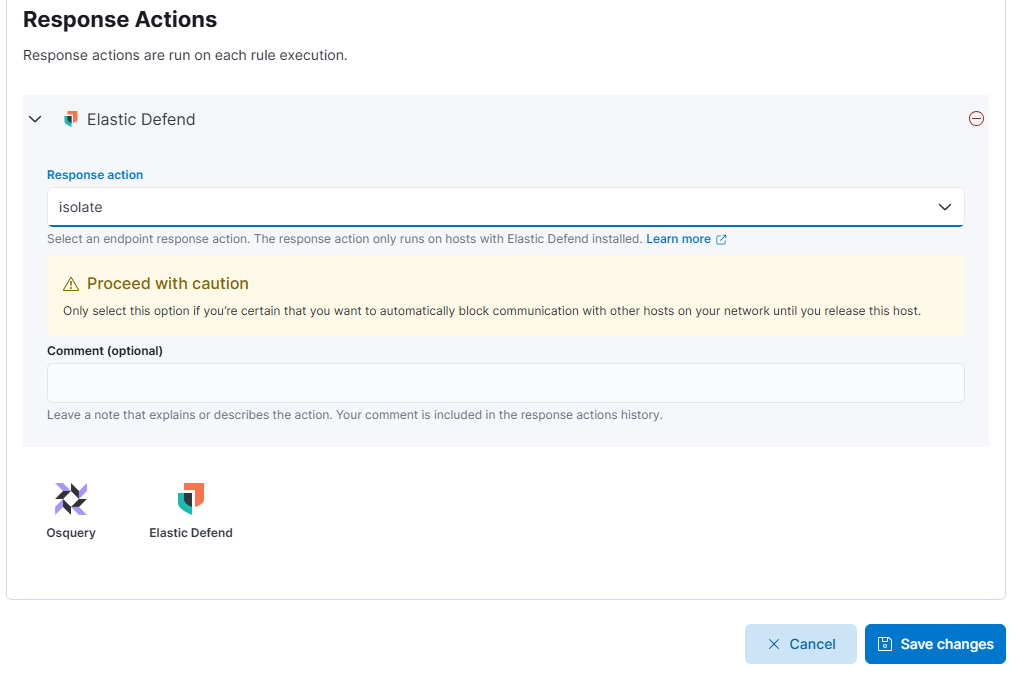 Response Actions
Response actions are run on each rule execution.
Elastic Defend
Response action
isolate
Select an endpoint response action. The response action only runs on hosts with Elastic Defend installed. Learn more
Proceed with caution
Only select this option if you're certain that you want to automatically block communication with other hosts on your network until you release this host.
Comment (optional)
Leave a note that explains or describes the action. Your comment is included in the response actions history.
Osquery
Elastic Defend
Cancel
Save changes